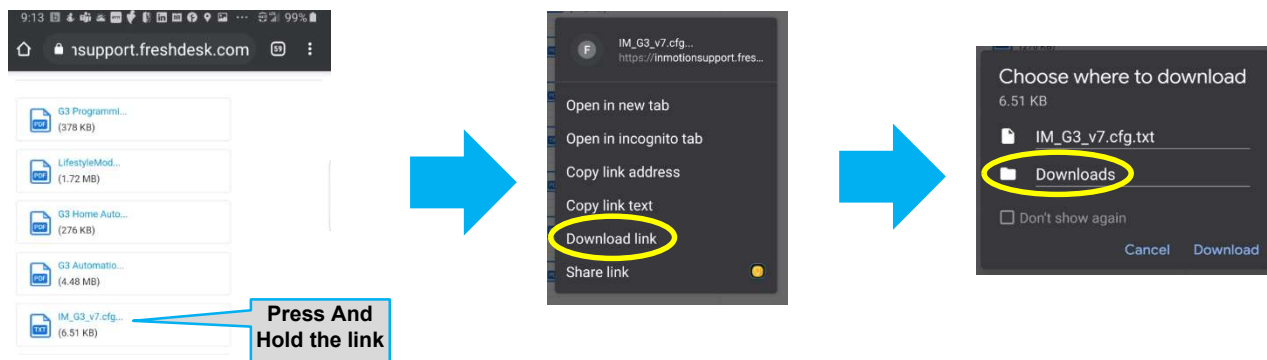 9:13 99%
nsupport.freshdesk.com 59
G3 Programmi...
PDF (378 KB)
LifestyleMod...
PDF (1.72 MB)
G3 Home Auto...
PDF (276 KB)
G3 Automatio...
PDF (4.48 MB)
IM_G3_v7.cfg...
TXT (6.51 KB)
Press And
Hold the link
F
IM_G3_v7.cfg...
https://inmotionsupport.fres...
Open in new tab
Open in incognito tab
Copy link address
Copy link text
Download link
Share link
Choose where to download
6.51 KB
IM_G3_v7.cfg.txt
Downloads
Don't show again
Cancel Download